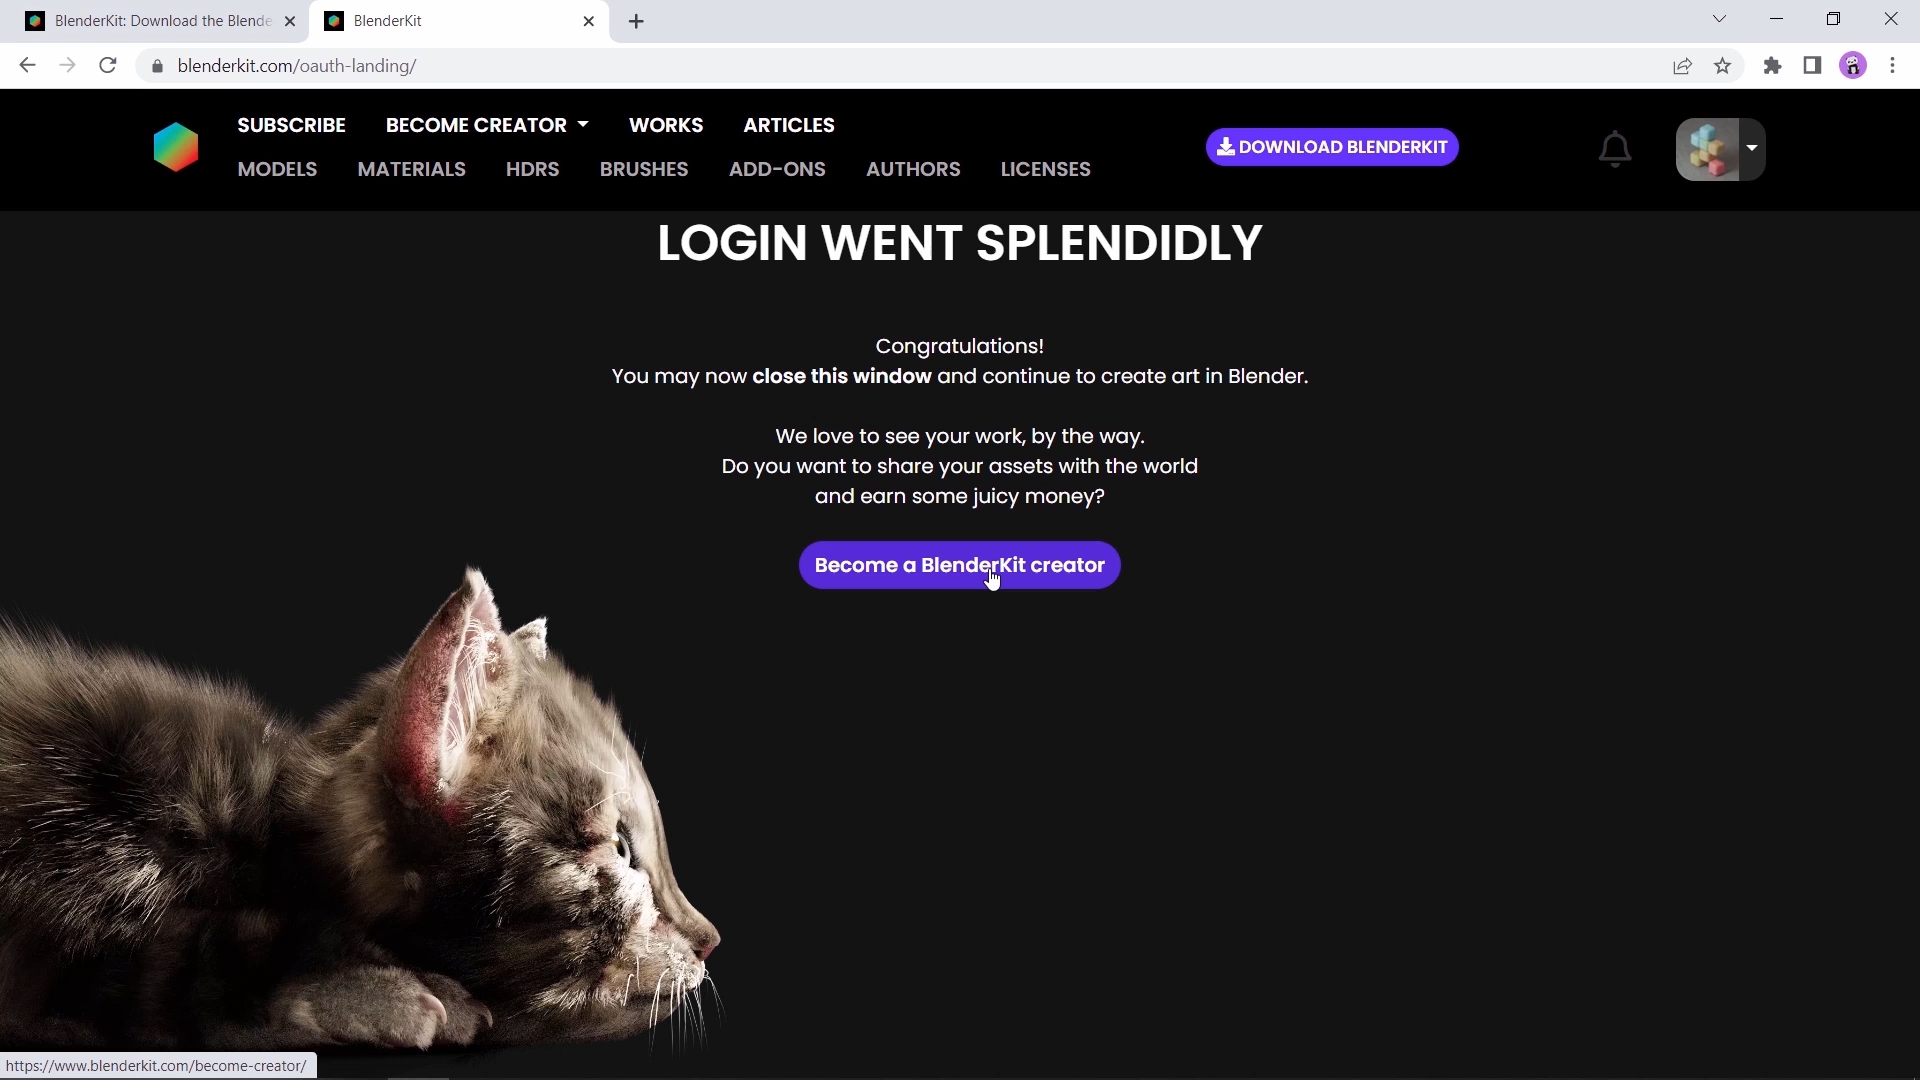 BlenderKit: Download the Blende
BlenderKit
blenderkit.com/oauth-landing/
SUBSCRIBE BECOME CREATOR WORKS ARTICLES
MODELS MATERIALS HDRS BRUSHES ADD-ONS AUTHORS LICENSES
DOWNLOAD BLENDERKIT
LOGIN WENT SPLENDIDLY
Congratulations!
You may now close this window and continue to create art in Blender.
We love to see your work, by the way.
Do you want to share your assets with the world
and earn some juicy money?
Become a BlenderKit creator
https://www.blenderkit.com/become-creator/